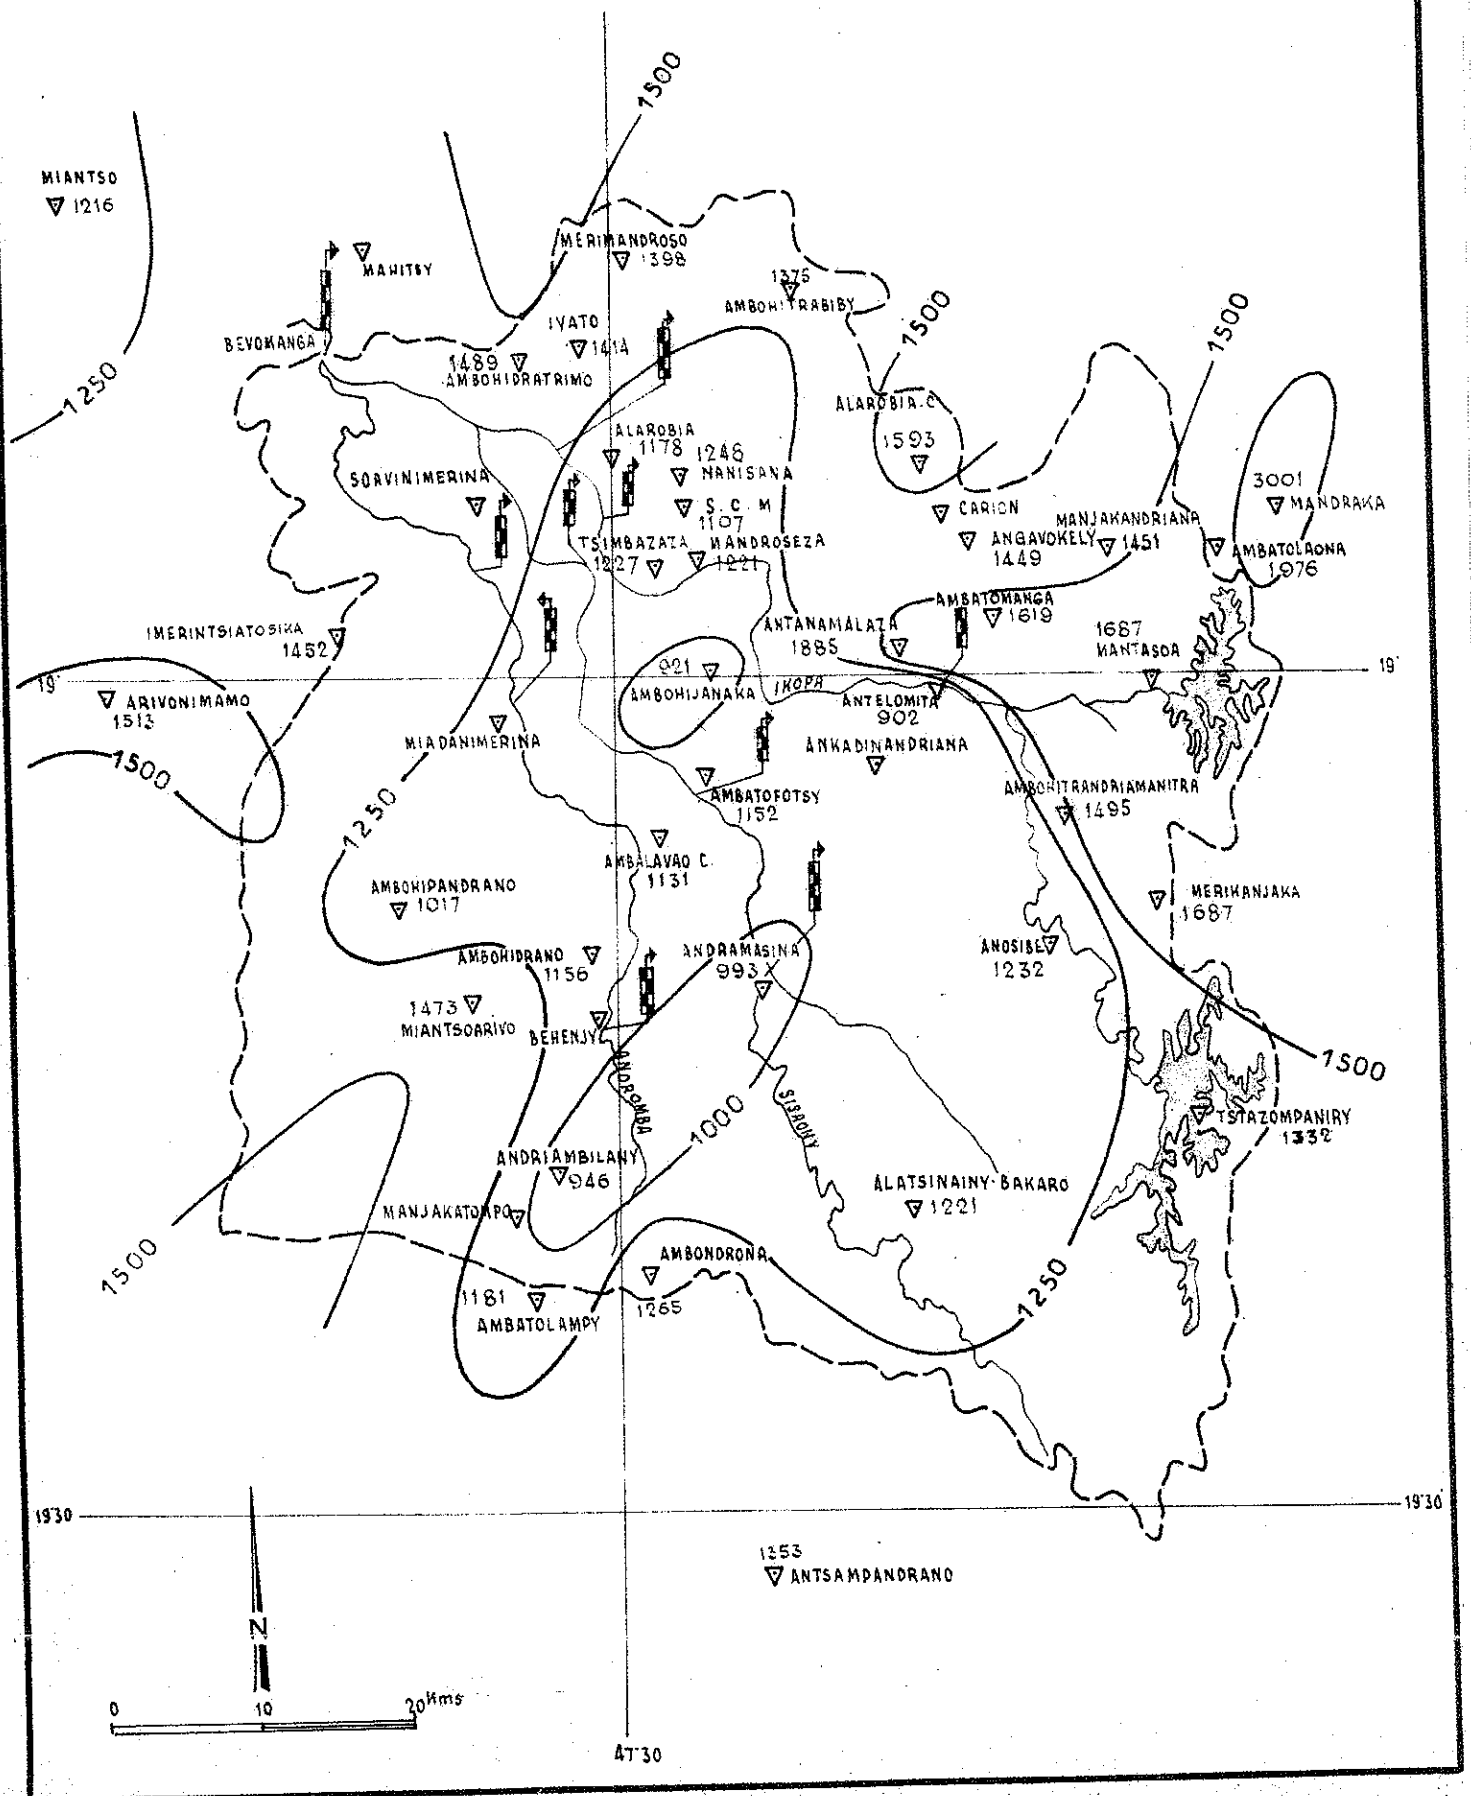 1500
MIANTSO
1216
MERIMANDROSO
1398
MAHITSY
1375
AMBOHITRABIBY
1500
1500
BEVOMANGA
IVATO
1414
1489
AMBOHIDRATRIMO
1250
ALAROBIA.C
1593
ALAROBIA
1178
1246
NANISANA
SOAVINIMERINA
S.C.M
1107
CARION
3001
MANDRAKA
MANJAKANDRIANA
1451
ANGAVOKELY
1449
TSIMBAZAZA
1227
MANDROSEZA
1221
AMBATOLAONA
1976
AMBATOMANGA
1619
ANTANAMALAZA
1885
IMERINTSIATOSIKA
1452
1687
MANTASOA
19°
19°
921
AMBOHIJANAKA
IKOPA
ANTELOMITA
902
ARIVONIMAMO
1513
MIADANIMERINA
ANKADINANDRIANA
1500
AMBATOFOTSY
1152
AMBOHITRANDRIAMANITRA
1495
1250
AMBALAVAO C.
1131
AMBOHIPANDRANO
1017
MERIKANJAKA
1687
AMBOHIDRANO
1156
ANDRAMASINA
993
ANOSIBE
1232
1473
MIANTSOARIVO
BEHENJY
ANDROMBA
SISAONY
1000
1500
TSIAZOMPANIRY
1332
ANDRIAMBILANY
946
ALATSINAINY-BAKARO
1221
MANJAKATOMPO
1500
AMBONDRONA
1265
1250
1181
AMBATOLAMPY
19°30
19°30'
1353
ANTSAMPANDRANO
N
0 10 20 Kms
47°30